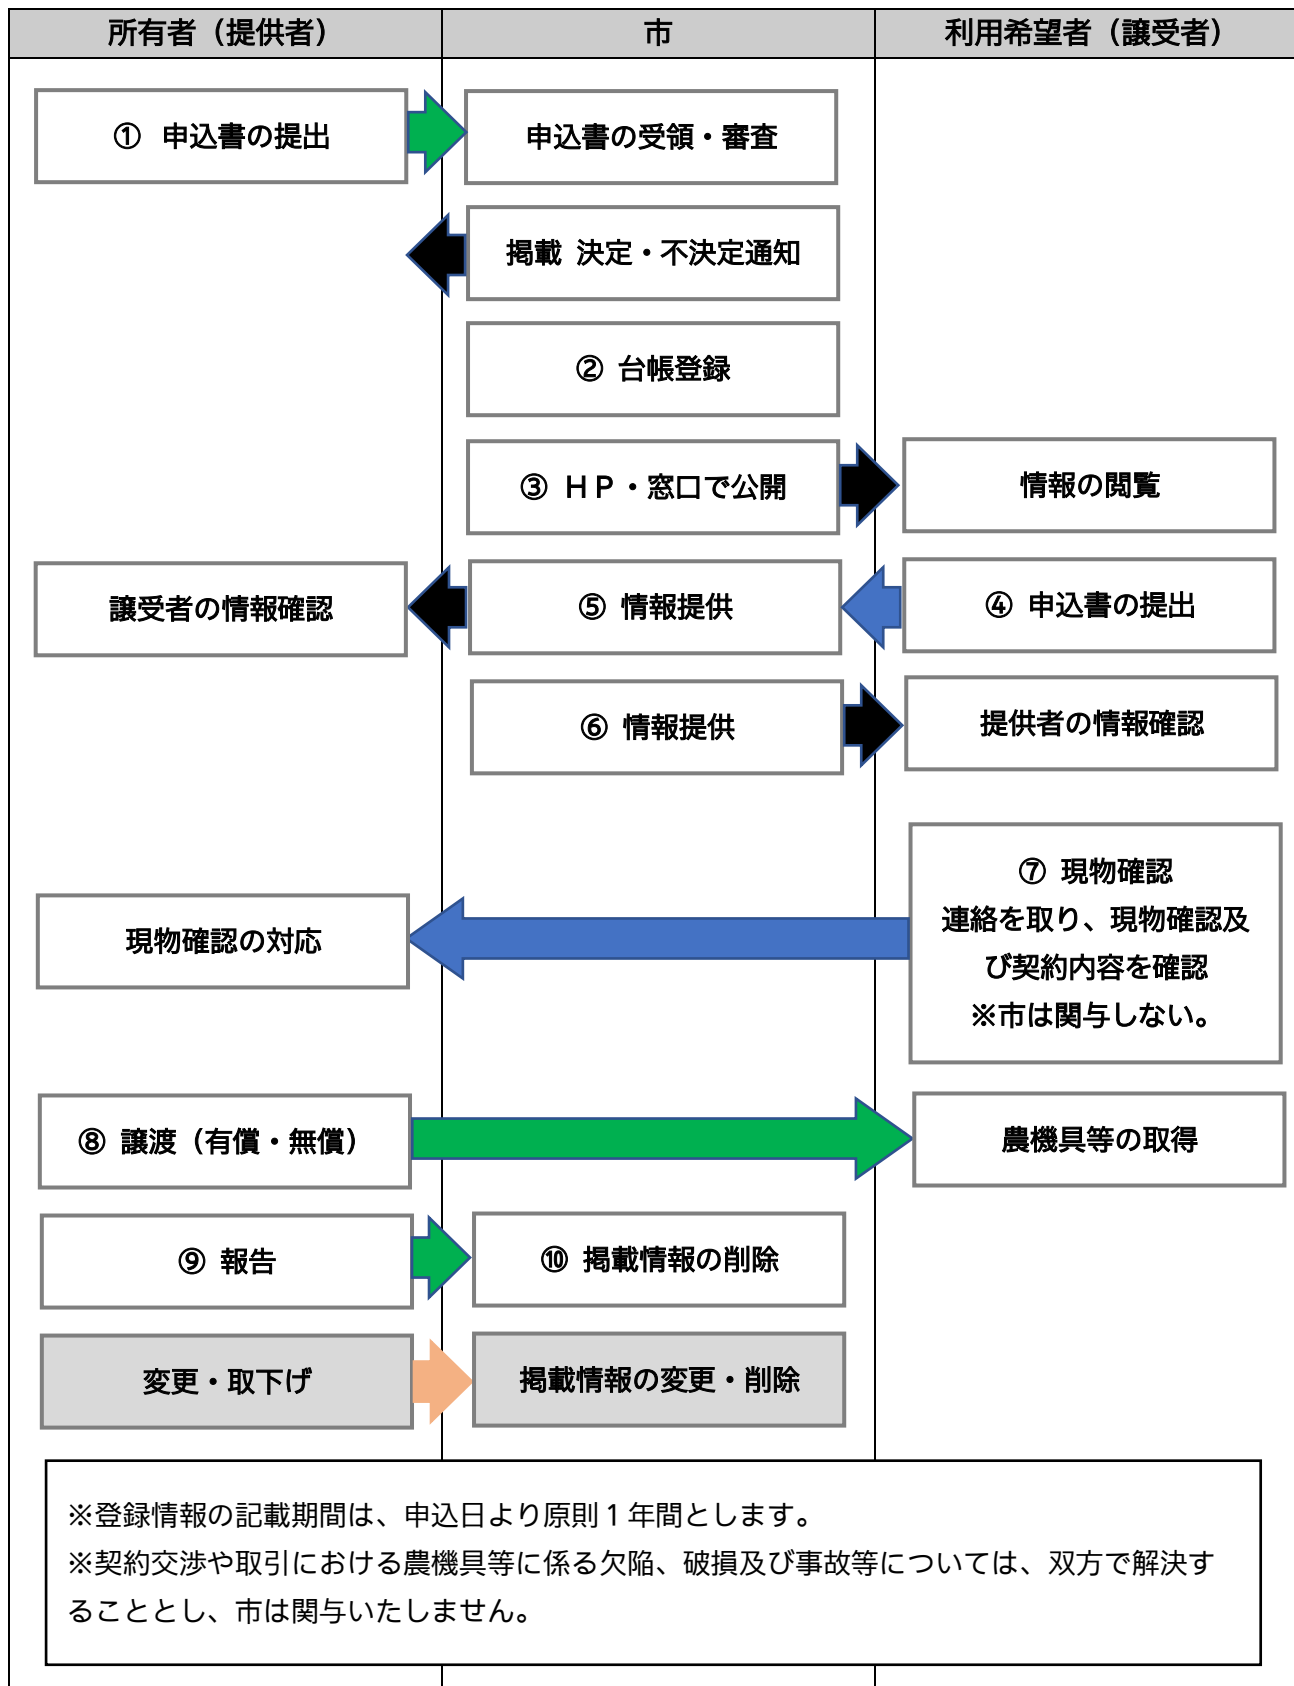 所有者（提供者）
市
利用希望者（譲受者）
① 申込書の提出
申込書の受領・審査
掲載 決定・不決定通知
② 台帳登録
③ ＨＰ・窓口で公開
情報の閲覧
譲受者の情報確認
⑤ 情報提供
④ 申込書の提出
⑥ 情報提供
提供者の情報確認
⑦ 現物確認
連絡を取り、現物確認及
び契約内容を確認
※市は関与しない。
現物確認の対応
⑧ 譲渡（有償・無償）
農機具等の取得
⑨ 報告
⑩ 掲載情報の削除
変更・取下げ
掲載情報の変更・削除
※登録情報の記載期間は、申込日より原則１年間とします。
※契約交渉や取引における農機具等に係る欠陥、破損及び事故等については、双方で解決す
ることとし、市は関与いたしません。